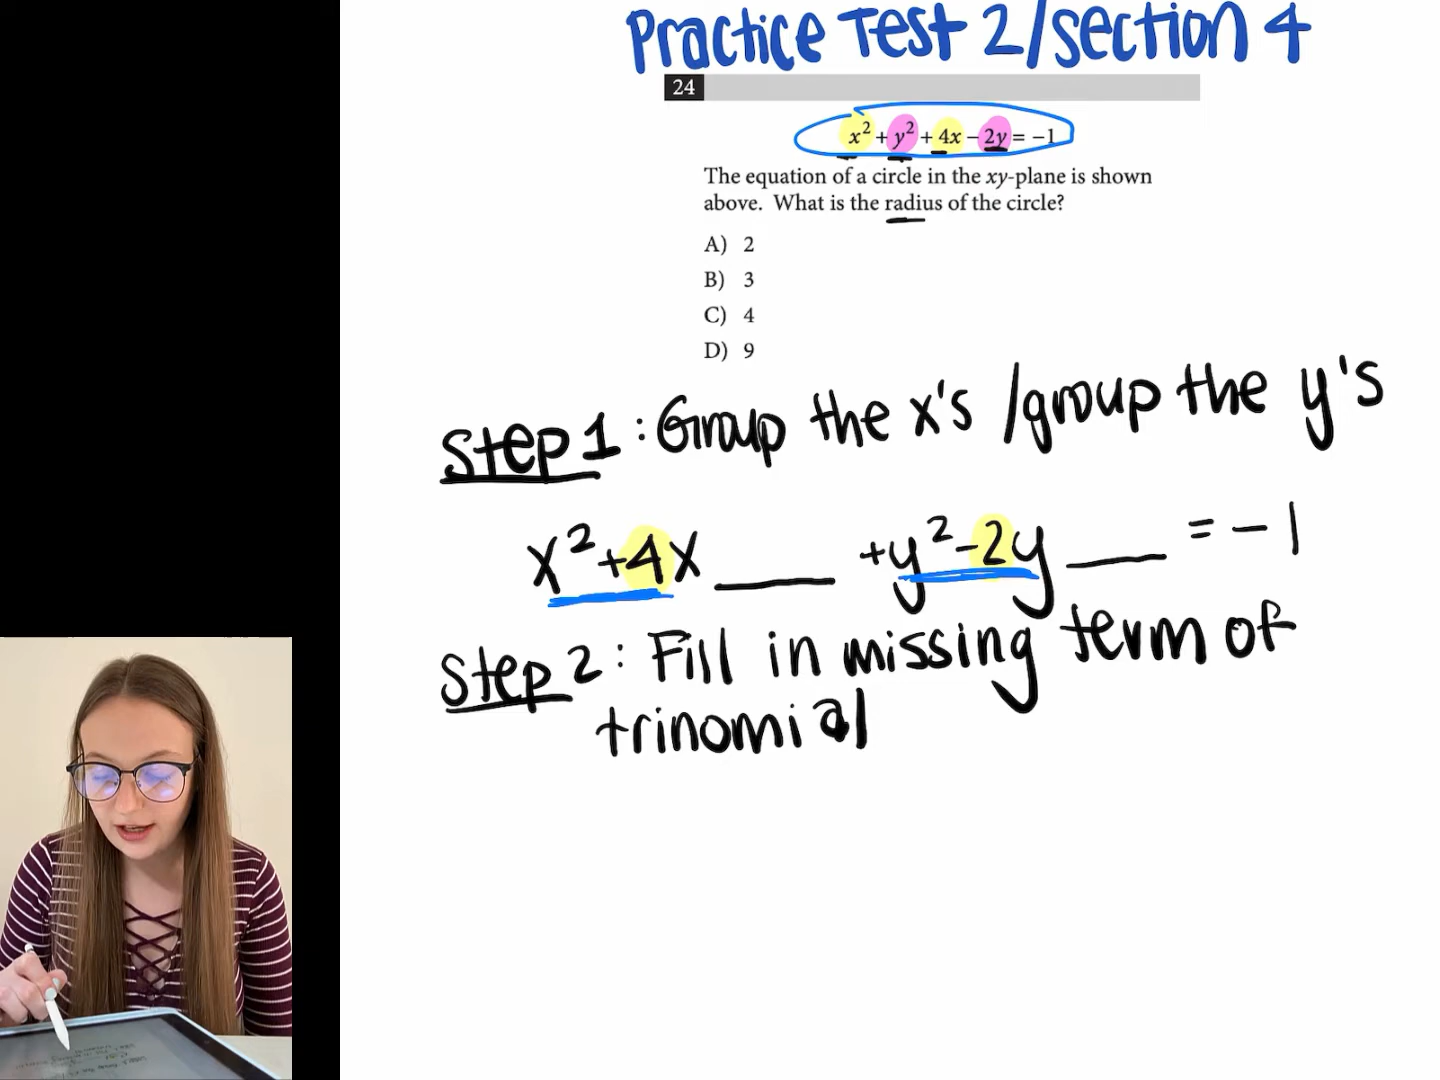 Practice Test 2/section 4
24
x² + y² + 4x − 2y = −1
The equation of a circle in the xy-plane is shown
above. What is the radius of the circle?
A) 2
B) 3
C) 4
D) 9
Step 1: Group the x's /group the y's
x² +4x ____ +y² -2y ____ = -1
Step 2: Fill in missing term of
trinomial